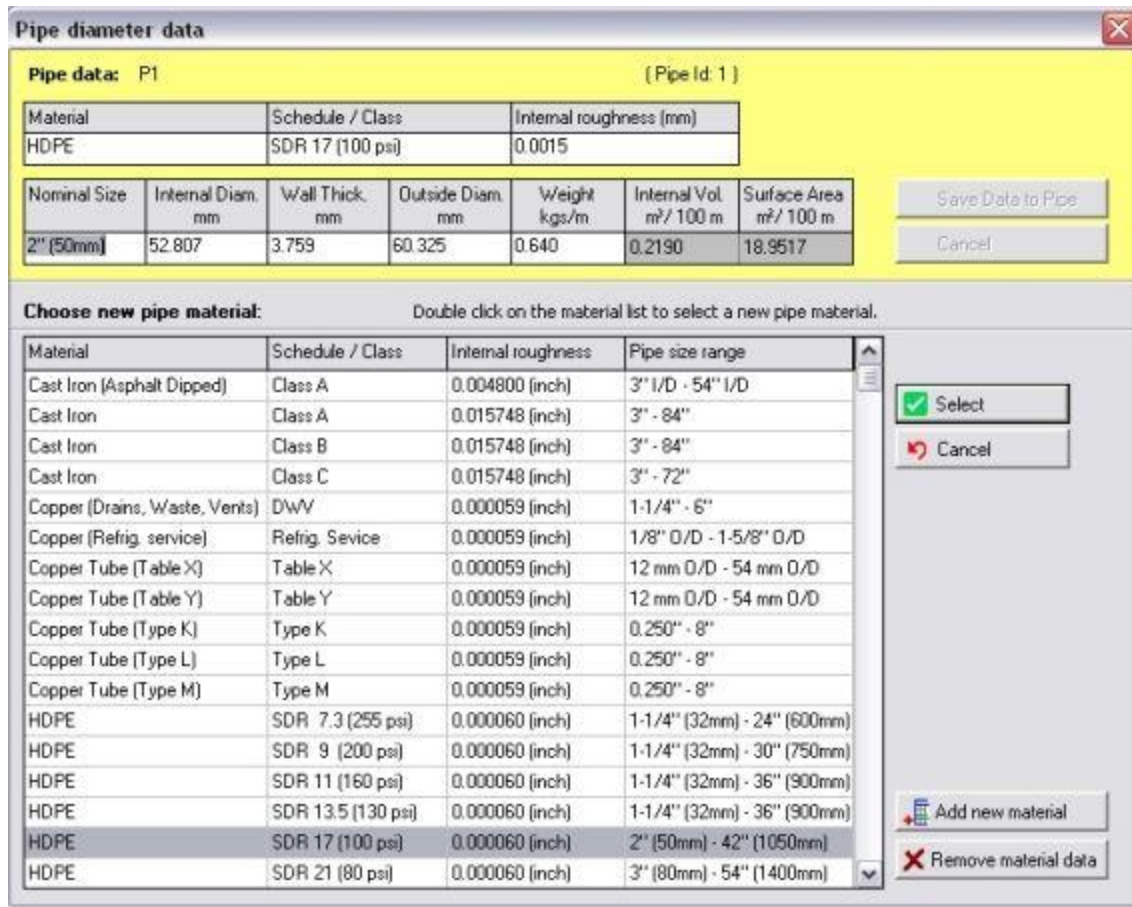 Pipe diameter data
Pipe data: P1 ( Pipe Id: 1 )
Material Schedule / Class Internal roughness (mm)
HDPE SDR 17 (100 psi) 0.0015
Nominal Size Internal Diam. Wall Thick. Outside Diam. Weight Internal Vol. Surface Area
mm mm mm kgs/m m³/ 100 m m²/ 100 m
2" (50mm) 52.807 3.759 60.325 0.640 0.2190 18.9517
Save Data to Pipe
Cancel
Choose new pipe material: Double click on the material list to select a new pipe material.
Material Schedule / Class Internal roughness Pipe size range
Cast Iron (Asphalt Dipped) Class A 0.004800 (inch) 3" I/D - 54" I/D
Cast Iron Class A 0.015748 (inch) 3" - 84"
Cast Iron Class B 0.015748 (inch) 3" - 84"
Cast Iron Class C 0.015748 (inch) 3" - 72"
Copper (Drains, Waste, Vents) DWV 0.000059 (inch) 1-1/4" - 6"
Copper (Refrig. service) Refrig. Sevice 0.000059 (inch) 1/8" O/D - 1-5/8" O/D
Copper Tube (Table X) Table X 0.000059 (inch) 12 mm O/D - 54 mm O/D
Copper Tube (Table Y) Table Y 0.000059 (inch) 12 mm O/D - 54 mm O/D
Copper Tube (Type K) Type K 0.000059 (inch) 0.250" - 8"
Copper Tube (Type L) Type L 0.000059 (inch) 0.250" - 8"
Copper Tube (Type M) Type M 0.000059 (inch) 0.250" - 8"
HDPE SDR 7.3 (255 psi) 0.000060 (inch) 1-1/4" (32mm) - 24" (600mm)
HDPE SDR 9 (200 psi) 0.000060 (inch) 1-1/4" (32mm) - 30" (750mm)
HDPE SDR 11 (160 psi) 0.000060 (inch) 1-1/4" (32mm) - 36" (900mm)
HDPE SDR 13.5 (130 psi) 0.000060 (inch) 1-1/4" (32mm) - 36" (900mm)
HDPE SDR 17 (100 psi) 0.000060 (inch) 2" (50mm) - 42" (1050mm)
HDPE SDR 21 (80 psi) 0.000060 (inch) 3" (80mm) - 54" (1400mm)
Select
Cancel
Add new material
Remove material data